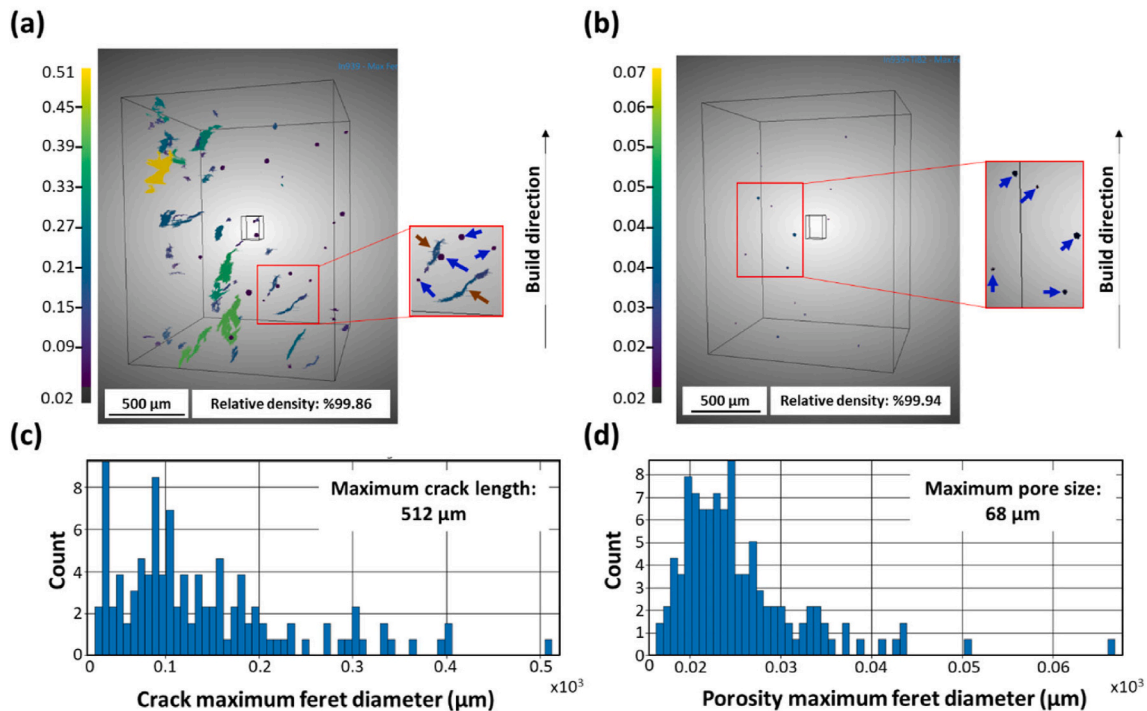 (a)
(b)
0.51
0.45
0.39
0.33
0.27
0.21
0.15
0.09
0.02
Build direction
500 µm
Relative density: %99.86
0.07
0.06
0.06
0.05
0.04
0.04
0.03
0.02
0.02
Build direction
500 µm
Relative density: %99.94
(c)
(d)
Maximum crack length:
512 µm
Count
8
6
4
2
0
0
0.1
0.2
0.3
0.4
0.5
x10³
Crack maximum feret diameter (µm)
Maximum pore size:
68 µm
Count
8
7
6
5
4
3
2
1
0
0.02
0.03
0.04
0.05
0.06
x10³
Porosity maximum feret diameter (µm)